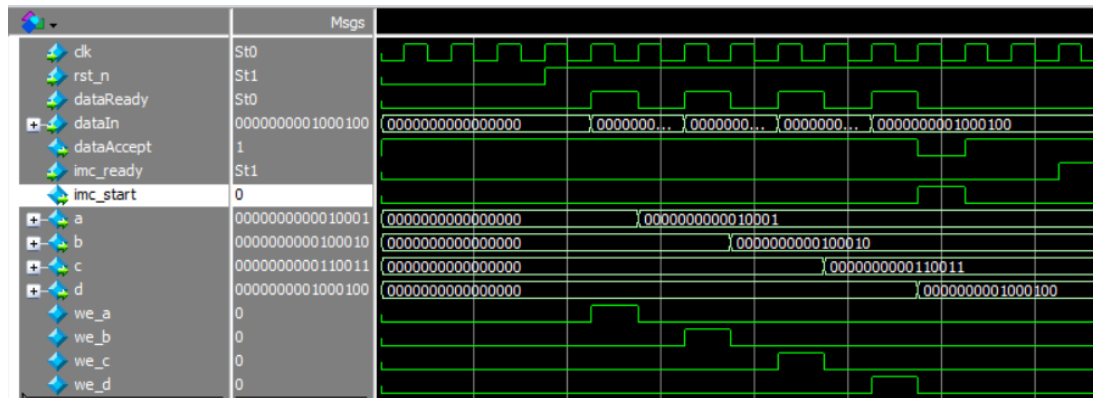 Msgs
clk St0
rst_n St1
dataReady St0
dataIn 0000000001000100 0000000000000000 0000000... 0000000... 0000000... 0000000001000100
dataAccept 1
imc_ready St1
imc_start 0
a 0000000000010001 0000000000000000 0000000000010001
b 0000000000100010 0000000000000000 0000000000100010
c 0000000000110011 0000000000000000 0000000000110011
d 0000000001000100 0000000000000000 0000000001000100
we_a 0
we_b 0
we_c 0
we_d 0